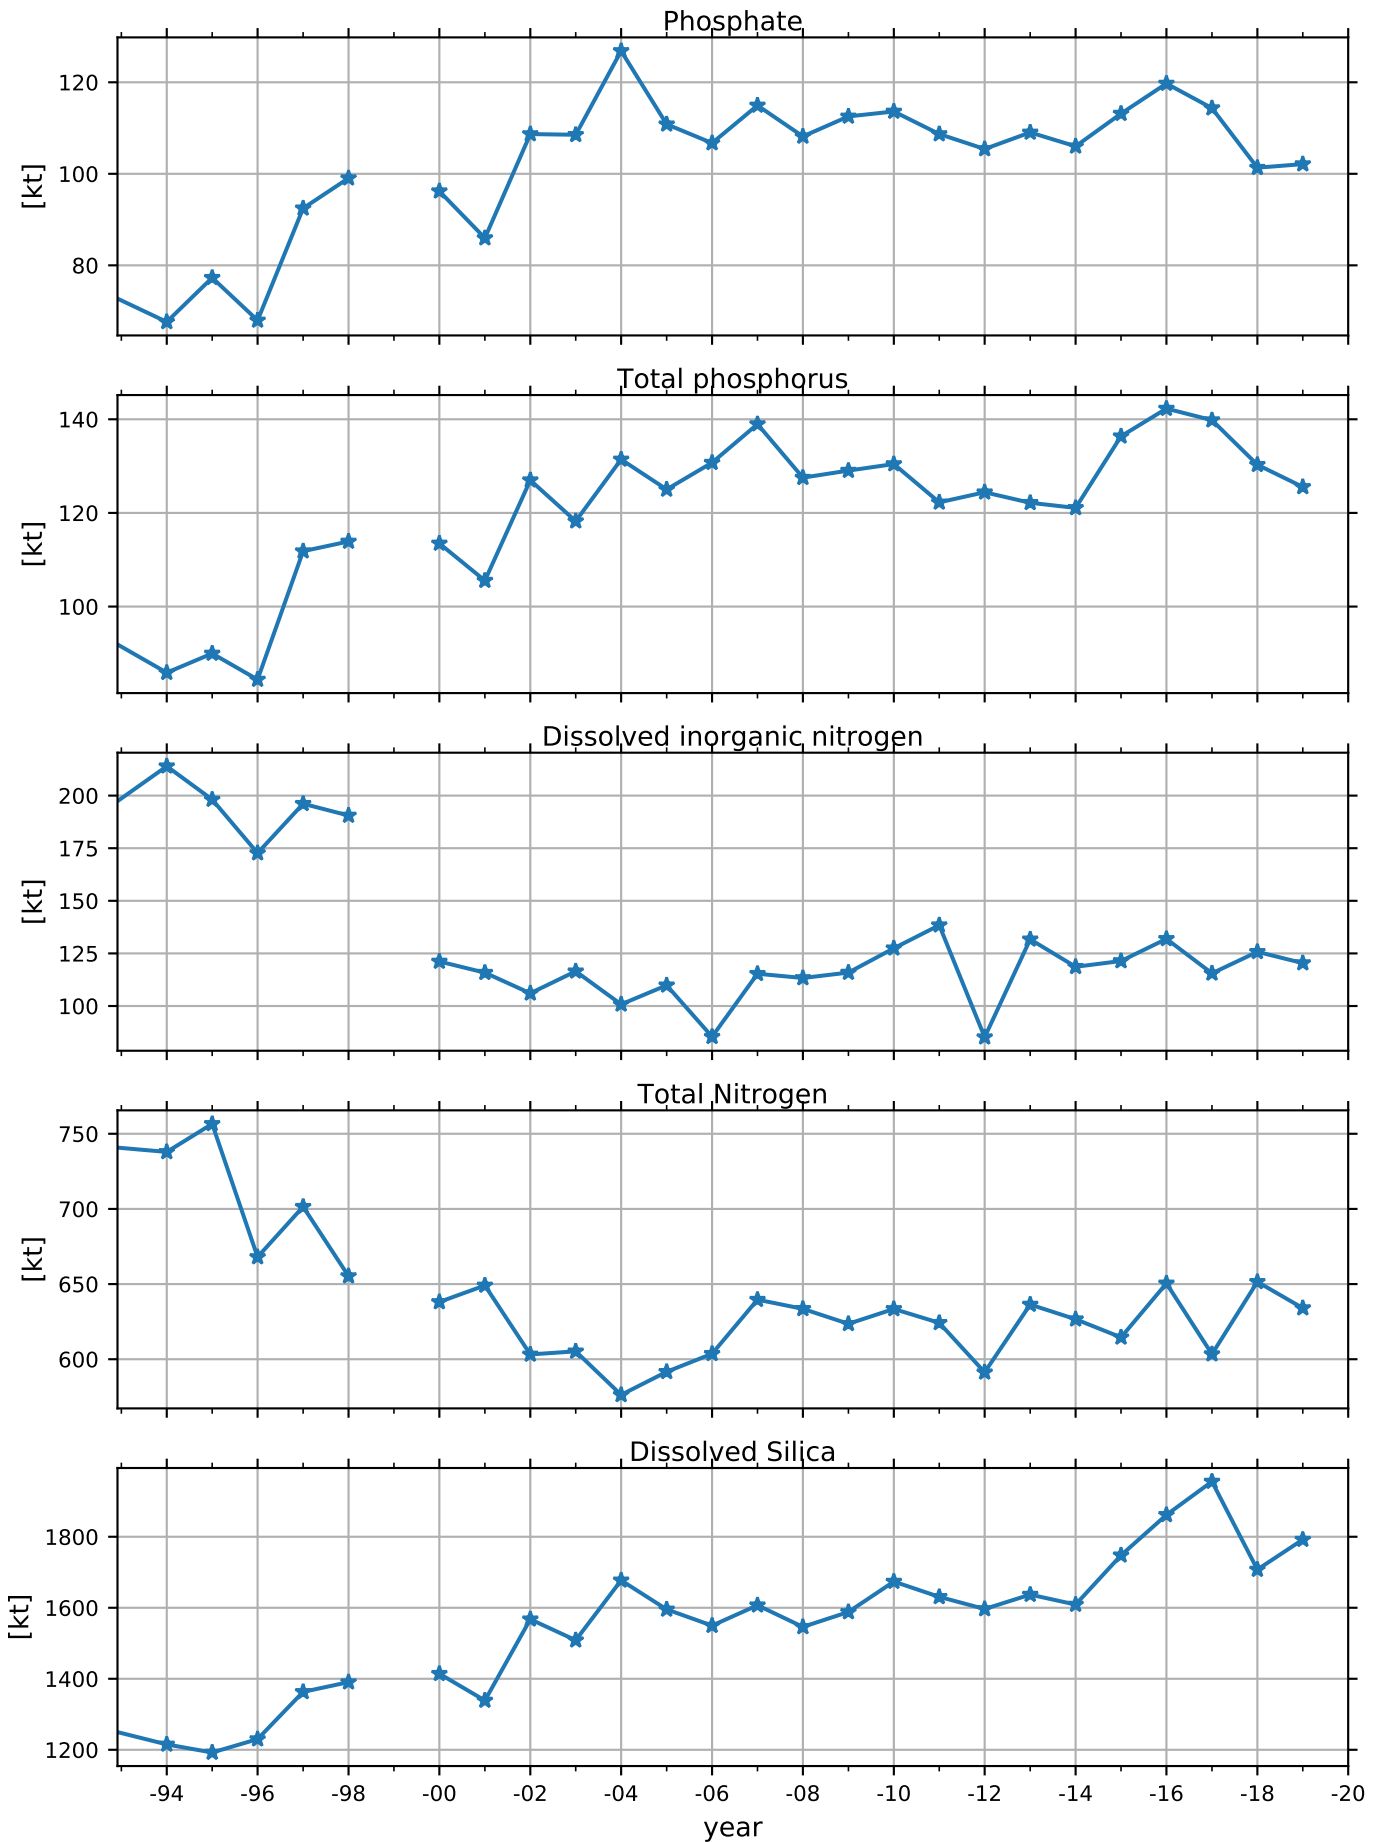 Phosphate
120
100
80
[kt]
Total phosphorus
140
120
100
[kt]
Dissolved inorganic nitrogen
200
175
150
125
100
[kt]
Total Nitrogen
750
700
650
600
[kt]
Dissolved Silica
1800
1600
1400
1200
[kt]
-94 -96 -98 -00 -02 -04 -06 -08 -10 -12 -14 -16 -18 -20
year